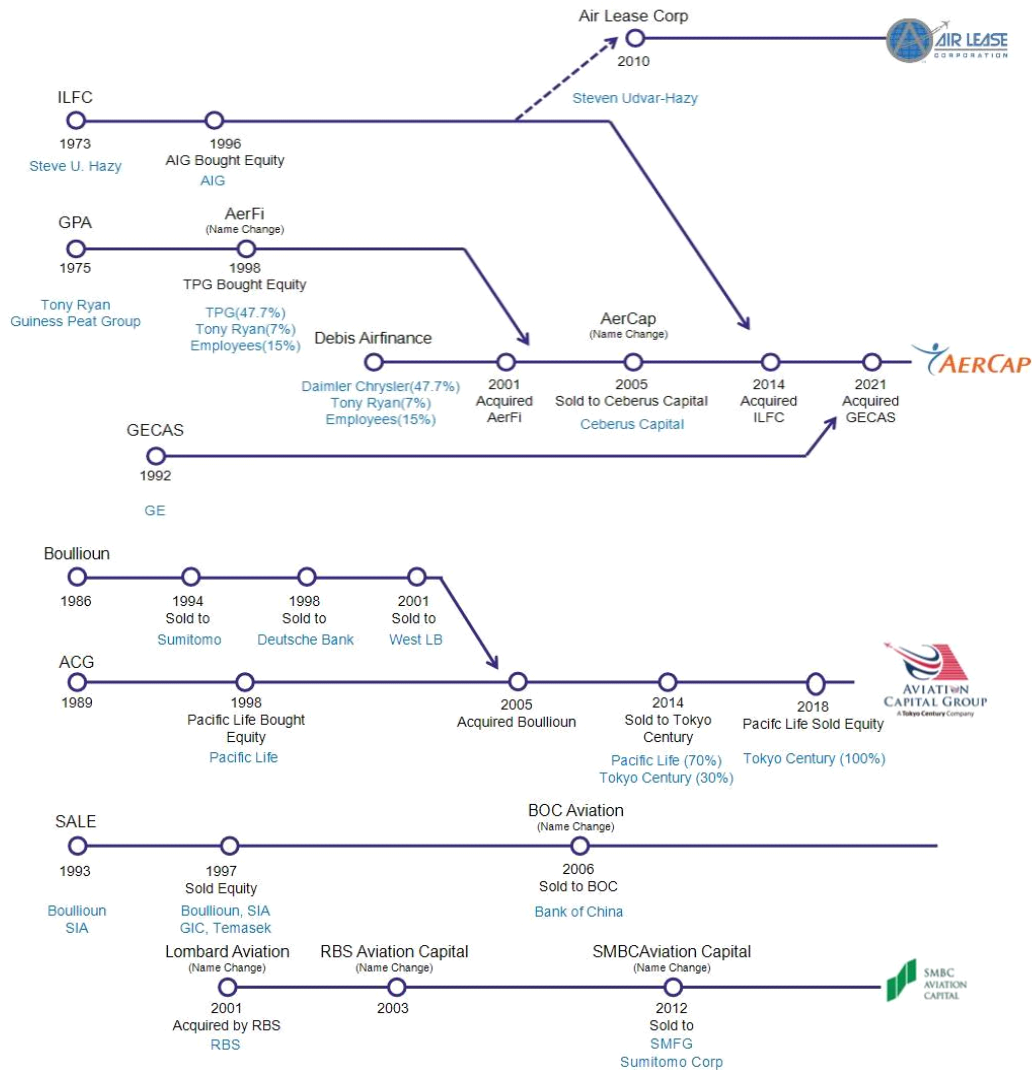 Air Lease Corp
2010
Steven Udvar-Hazy
AIR LEASE
CORPORATION
ILFC
1973
Steve U. Hazy
1996
AIG Bought Equity
AIG
GPA
1975
Tony Ryan
Guiness Peat Group
AerFi
(Name Change)
1998
TPG Bought Equity
TPG(47.7%)
Tony Ryan(7%)
Employees(15%)
Debis Airfinance
Daimler Chrysler(47.7%)
Tony Ryan(7%)
Employees(15%)
2001
Acquired
AerFi
AerCap
(Name Change)
2005
Sold to Ceberus Capital
Ceberus Capital
2014
Acquired
ILFC
2021
Acquired
GECAS
AERCAP
GECAS
1992
GE
Boullioun
1986
1994
Sold to
Sumitomo
1998
Sold to
Deutsche Bank
2001
Sold to
West LB
ACG
1989
1998
Pacific Life Bought
Equity
Pacific Life
2005
Acquired Boullioun
2014
Sold to Tokyo
Century
Pacific Life (70%)
Tokyo Century (30%)
2018
Pacifc Life Sold Equity
Tokyo Century (100%)
AVIATION
CAPITAL GROUP
A Tokyo Century Company
SALE
1993
Boullioun
SIA
1997
Sold Equity
Boullioun, SIA
GIC, Temasek
BOC Aviation
(Name Change)
2006
Sold to BOC
Bank of China
Lombard Aviation
(Name Change)
2001
Acquired by RBS
RBS
RBS Aviation Capital
(Name Change)
2003
SMBCAviation Capital
(Name Change)
2012
Sold to
SMFG
Sumitomo Corp
SMBC
AVIATION
CAPITAL